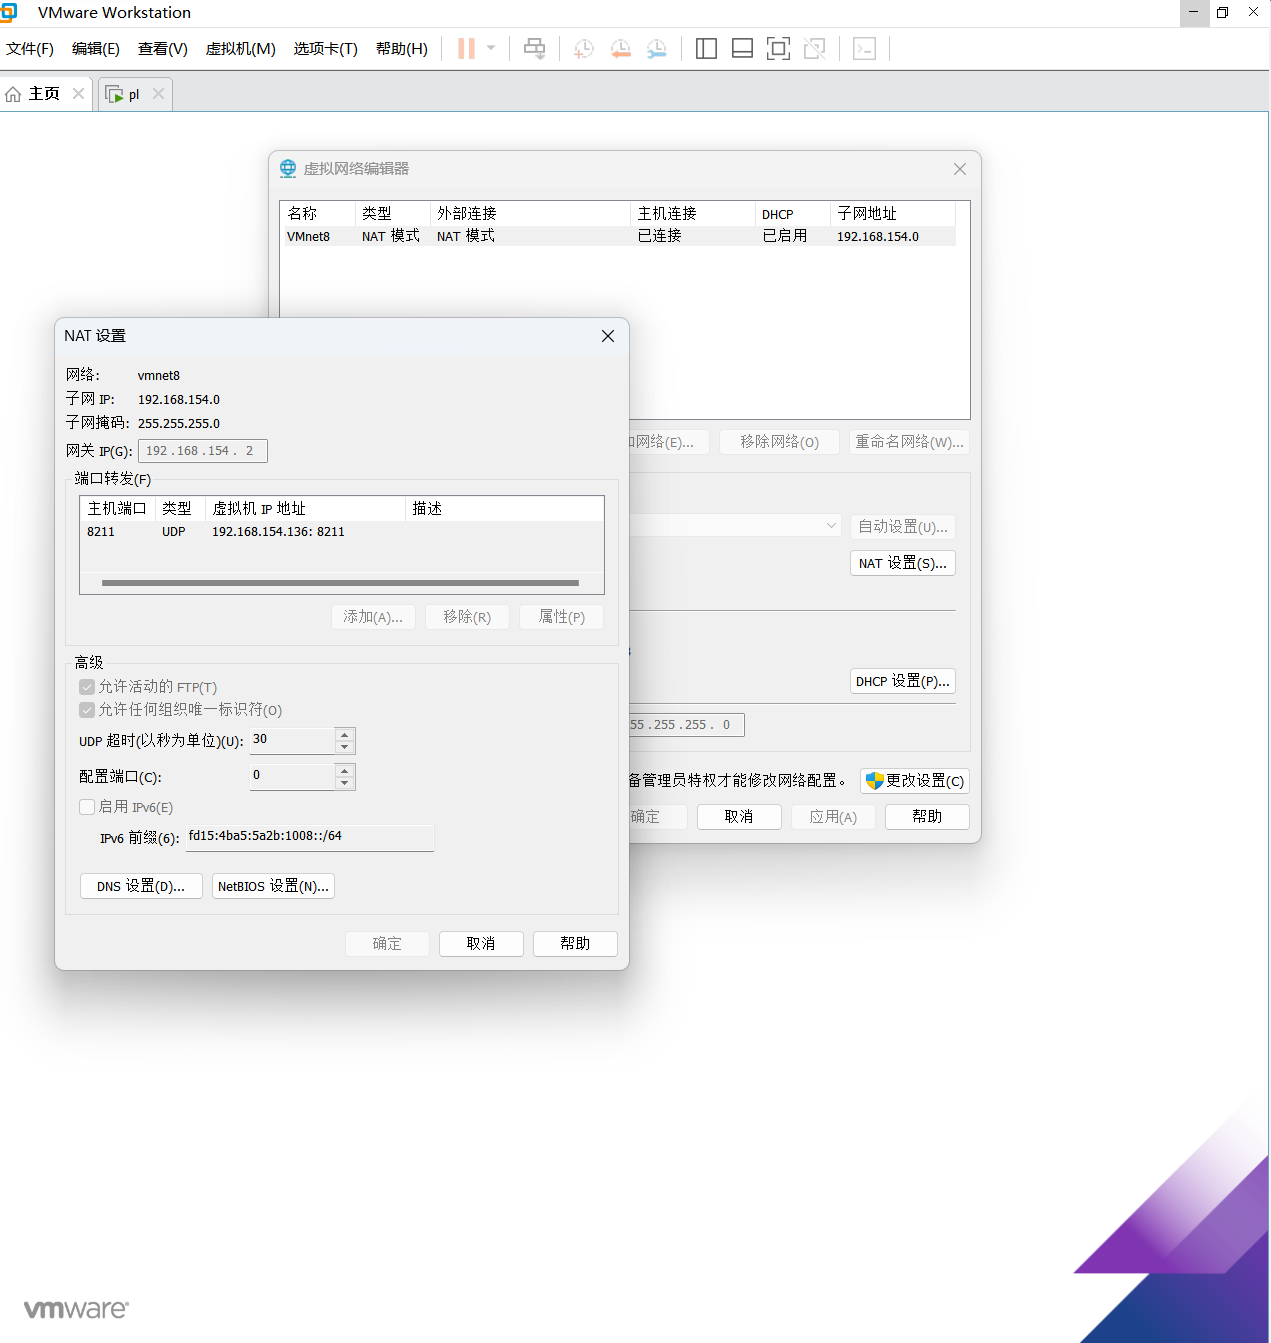 VMware Workstation
文件(F) 编辑(E) 查看(V) 虚拟机(M) 选项卡(T) 帮助(H)
主页 pl
虚拟网络编辑器
名称 类型 外部连接 主机连接 DHCP 子网地址
VMnet8 NAT 模式 NAT 模式 已连接 已启用 192.168.154.0
网络(E)... 移除网络(O) 重命名网络(W)...
自动设置(U)...
NAT 设置(S)...
DHCP 设置(P)...
55.255.255. 0
备管理员特权才能修改网络配置。 更改设置(C)
确定 取消 应用(A) 帮助
NAT 设置
网络: vmnet8
子网 IP: 192.168.154.0
子网掩码: 255.255.255.0
网关 IP(G): 192.168.154. 2
端口转发(F)
主机端口 类型 虚拟机 IP 地址 描述
8211 UDP 192.168.154.136: 8211
添加(A)... 移除(R) 属性(P)
高级
允许活动的 FTP(T)
允许任何组织唯一标识符(O)
UDP 超时(以秒为单位)(U): 30
配置端口(C): 0
启用 IPv6(E)
IPv6 前缀(6): fd15:4ba5:5a2b:1008::/64
DNS 设置(D)... NetBIOS 设置(N)...
确定 取消 帮助
vmware